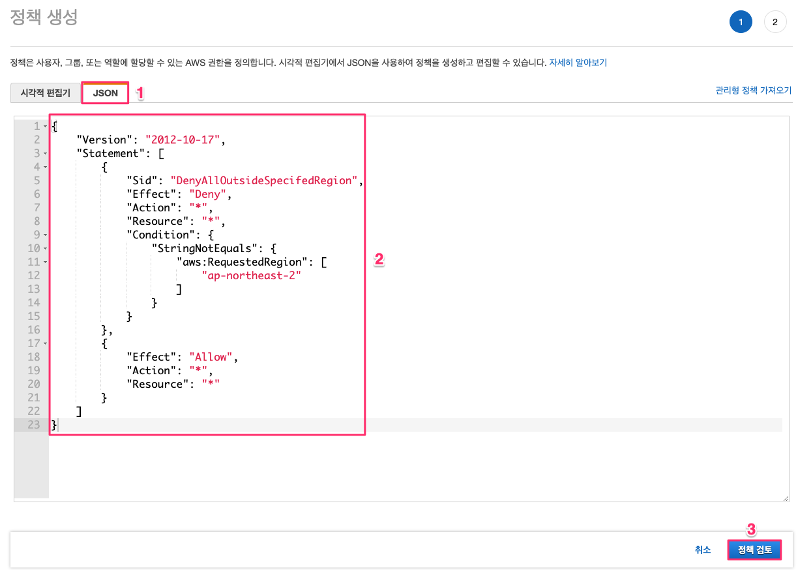 정책 생성
1 2
정책은 사용자, 그룹, 또는 역할에 할당할 수 있는 AWS 권한을 정의합니다. 시각적 편집기에서 JSON을 사용하여 정책을 생성하고 편집할 수 있습니다. 자세히 알아보기
시각적 편집기 JSON 1 관리형 정책 가져오기
1 {
2 "Version": "2012-10-17",
3 "Statement": [
4 {
5 "Sid": "DenyAllOutsideSpecifedRegion",
6 "Effect": "Deny",
7 "Action": "*",
8 "Resource": "*",
9 "Condition": {
10 "StringNotEquals": {
11 "aws:RequestedRegion": [
12 "ap-northeast-2"
13 ]
14 }
15 }
16 },
17 {
18 "Effect": "Allow",
19 "Action": "*",
20 "Resource": "*"
21 }
22 ]
23 }
2
3
취소 정책 검토